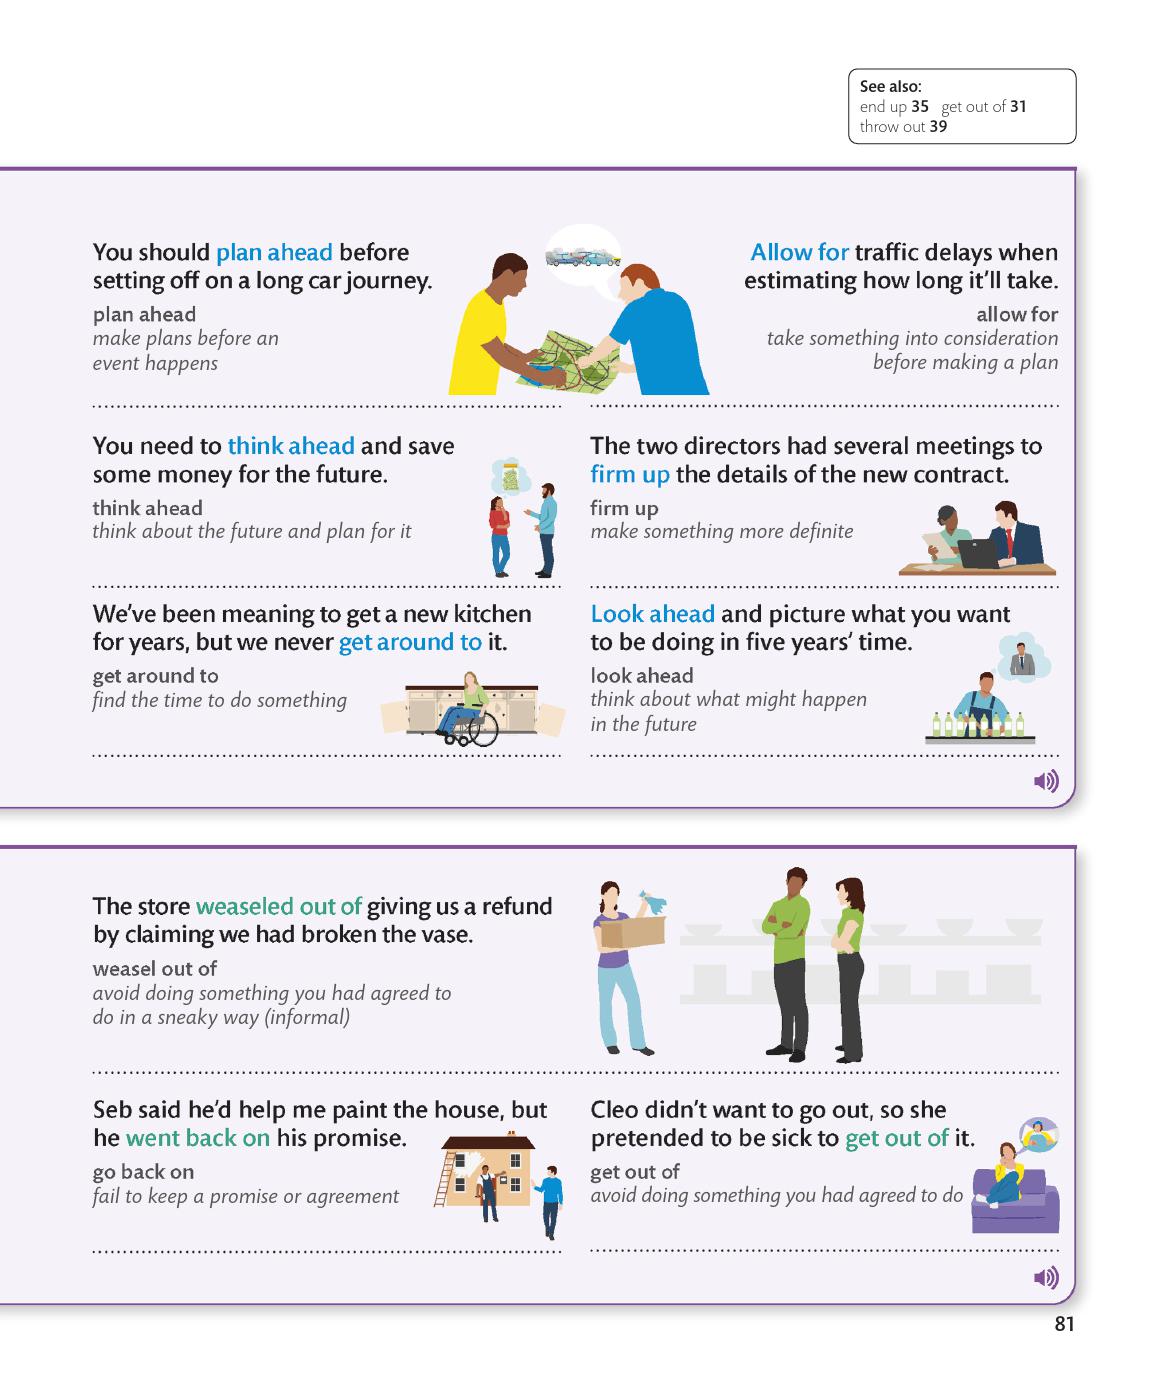 See also:
end up 35 get out of 31
throw out 39
You should plan ahead before
setting off on a long car journey.
plan ahead
make plans before an
event happens
Allow for traffic delays when
estimating how long it’ll take.
allow for
take something into consideration
before making a plan
You need to think ahead and save
some money for the future.
think ahead
think about the future and plan for it
The two directors had several meetings to
firm up the details of the new contract.
firm up
make something more definite
We’ve been meaning to get a new kitchen
for years, but we never get around to it.
get around to
find the time to do something
Look ahead and picture what you want
to be doing in five years’ time.
look ahead
think about what might happen
in the future
The store weaseled out of giving us a refund
by claiming we had broken the vase.
weasel out of
avoid doing something you had agreed to
do in a sneaky way (informal)
Seb said he’d help me paint the house, but
he went back on his promise.
go back on
fail to keep a promise or agreement
Cleo didn’t want to go out, so she
pretended to be sick to get out of it.
get out of
avoid doing something you had agreed to do
81